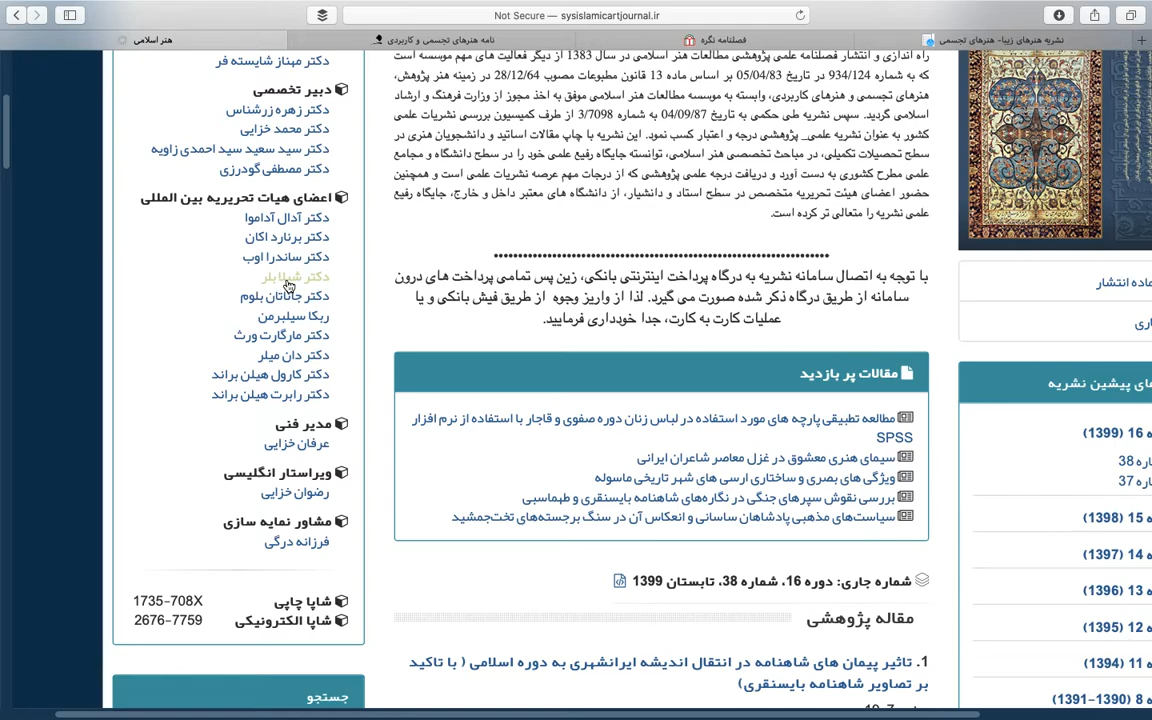 Not Secure — sysislamicartjournal.ir
هنر اسلامی
نامه هنرهای تجسمی و کاربردی
فصلنامه نگره
نشریه هنرهای زیبا- هنرهای تجسمی
دکتر مهناز شایسته فر
دبیر تخصصی
دکتر زهره زرشناس
دکتر محمد خزایی
دکتر سید سعید سید احمدی زاویه
دکتر مصطفی گودرزی
اعضای هیات تحریریه بین المللی
دکتر آدال آداموا
دکتر برنارد اکان
دکتر ساندرا اوب
دکتر شیلا بلر
دکتر جاناتان بلوم
ربکا سیلبرمن
دکتر مارگارت ورث
دکتر دان میلر
دکتر کارول هیلن براند
دکتر رابرت هیلن براند
مدیر فنی
عرفان خزایی
ویراستار انگلیسی
رضوان خزایی
مشاور نمایه سازی
فرزانه درگی
شاپا چاپی 1735-708X
شاپا الکترونیکی 2676-7759
جستجو
راه اندازی و انتشار فصلنامه علمی پژوهشی مطالعات هنر اسلامی در سال 1383 از دیگر فعالیت های مهم موسسه است
که به شماره 934/124 در تاریخ 05/04/83 بر اساس ماده 13 قانون مطبوعات مصوب 28/12/64 در زمینه هنر پژوهش،
هنرهای تجسمی و هنرهای کاربردی، وابسته به موسسه مطالعات هنر اسلامی موفق به اخذ مجوز از وزارت فرهنگ و ارشاد
اسلامی گردید. سپس نشریه طی حکمی به تاریخ 04/09/87 به شماره 3/7098 از طرف کمیسیون بررسی نشریات علمی
کشور به عنوان نشریه علمی_ پژوهشی درجه و اعتبار کسب نمود. این نشریه با چاپ مقالات اساتید و دانشجویان هنری در
سطح تحصیلات تکمیلی، در مباحث تخصصی هنر اسلامی، توانسته جایگاه رفیع علمی خود را در سطح دانشگاه و مجامع
علمی مطرح کشوری به دست آورد و دریافت درجه علمی پژوهشی که از درجات مهم عرصه نشریات علمی است و همچنین
حضور اعضای هیئت تحریریه متخصص در سطح استاد و دانشیار، از دانشگاه های معتبر داخل و خارج، جایگاه رفیع
علمی نشریه را متعالی تر کرده است.
با توجه به اتصال سامانه نشریه به درگاه پرداخت اینترنتی بانکی، زین پس تمامی پرداخت های درون
سامانه از طریق درگاه ذکر شده صورت می گیرد. لذا از واریز وجوه از طریق فیش بانکی و یا
عملیات کارت به کارت، جدا خودداری فرمایید.
مقالات پر بازدید
مطالعه تطبیقی پارچه های مورد استفاده در لباس زنان دوره صفوی و قاجار با استفاده از نرم افزار
SPSS
سیمای هنری معشوق در غزل معاصر شاعران ایرانی
ویژگی های بصری و ساختاری ارسی های شهر تاریخی ماسوله
بررسی نقوش سپرهای جنگی در نگاره‌های شاهنامه بایسنقری و طهماسبی
سیاست‌های مذهبی پادشاهان ساسانی و انعکاس آن در سنگ برجسته‌های تخت‌جمشید
شماره جاری: دوره 16، شماره 38، تابستان 1399
مقاله پژوهشی
1. تاثیر پیمان های شاهنامه در انتقال اندیشه ایرانشهری به دوره اسلامی ( با تاکید
بر تصاویر شاهنامه بایسنقری)
ماده انتشار
اری
ای پیشین نشریه
ه 16 (1399)
اره 38
اره 37
ه 15 (1398)
ه 14 (1397)
ه 13 (1396)
ه 12 (1395)
ه 11 (1394)
ه 8 (1390-1391)